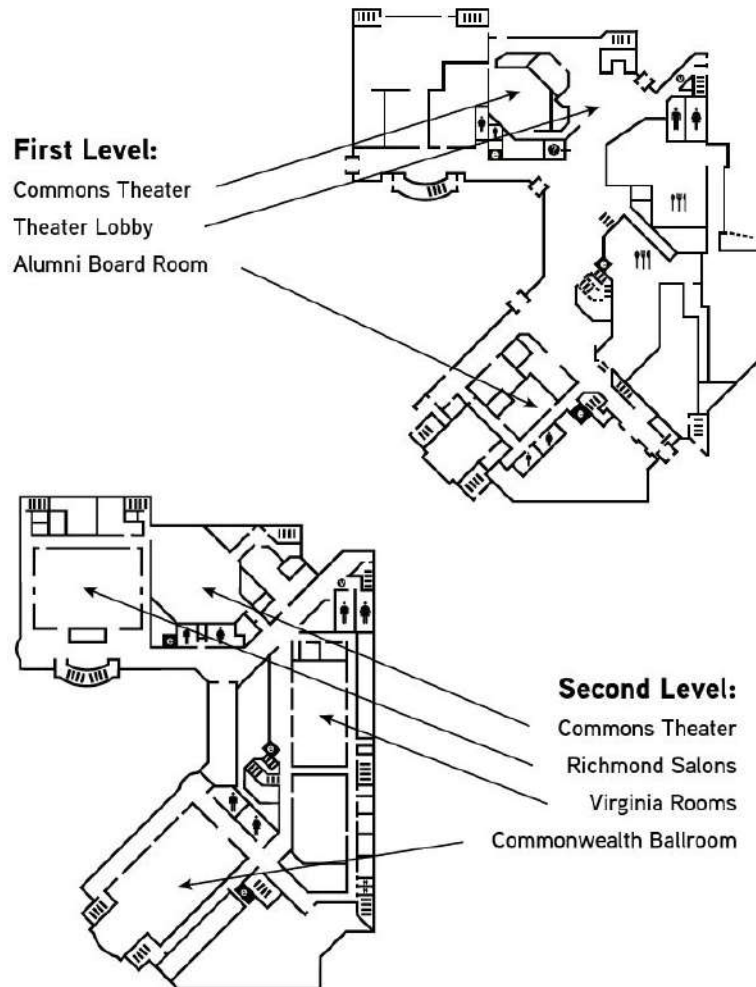 First Level:
Commons Theater
Theater Lobby
Alumni Board Room
Second Level:
Commons Theater
Richmond Salons
Virginia Rooms
Commonwealth Ballroom